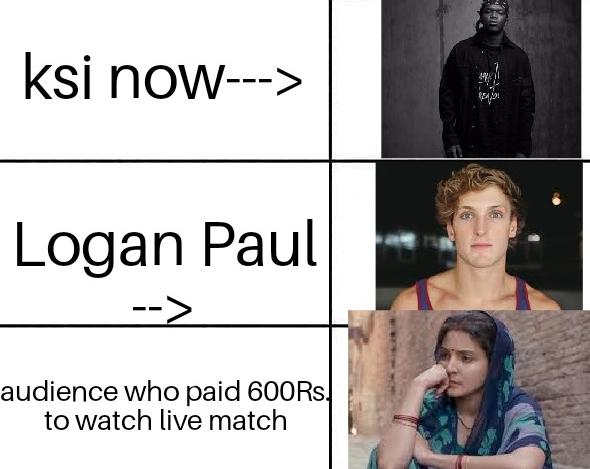 ksi now--->
Logan Paul
-->
audience who paid 600Rs.
to watch live match